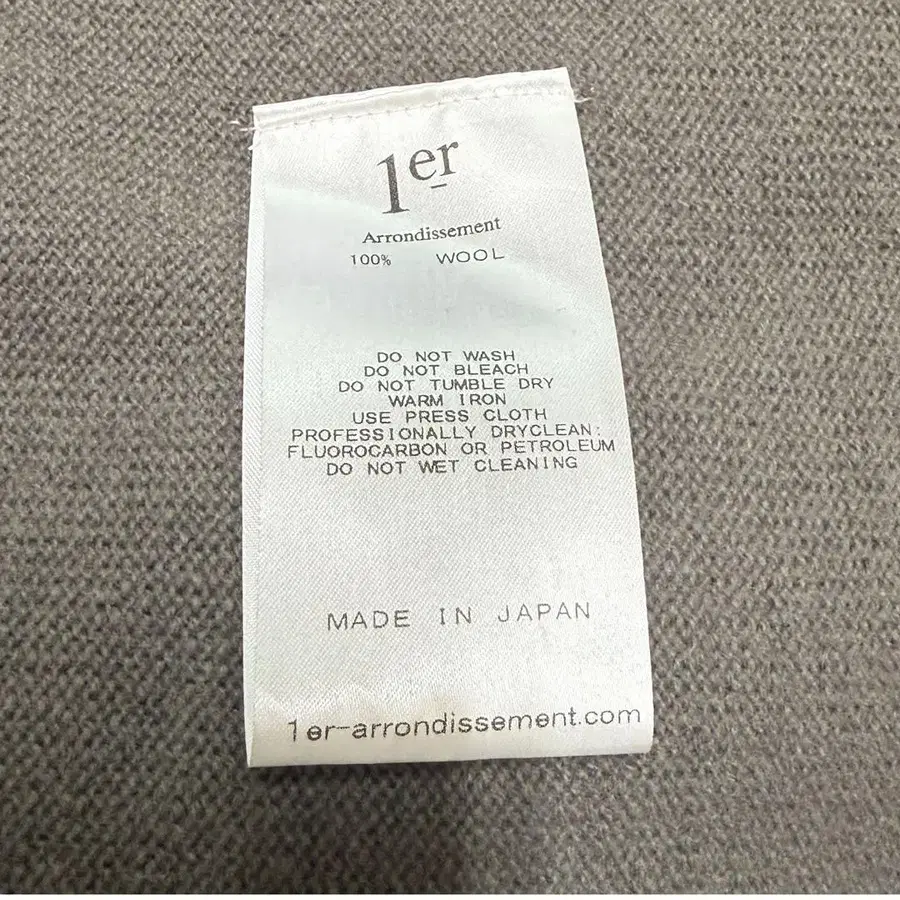 1er
Arrondissement
100% WOOL
DO NOT WASH
DO NOT BLEACH
DO NOT TUMBLE DRY
WARM IRON
USE PRESS CLOTH
PROFESSIONALLY DRYCLEAN:
FLUOROCARBON OR PETROLEUM
DO NOT WET CLEANING
MADE IN JAPAN
1er-arrondissement.com